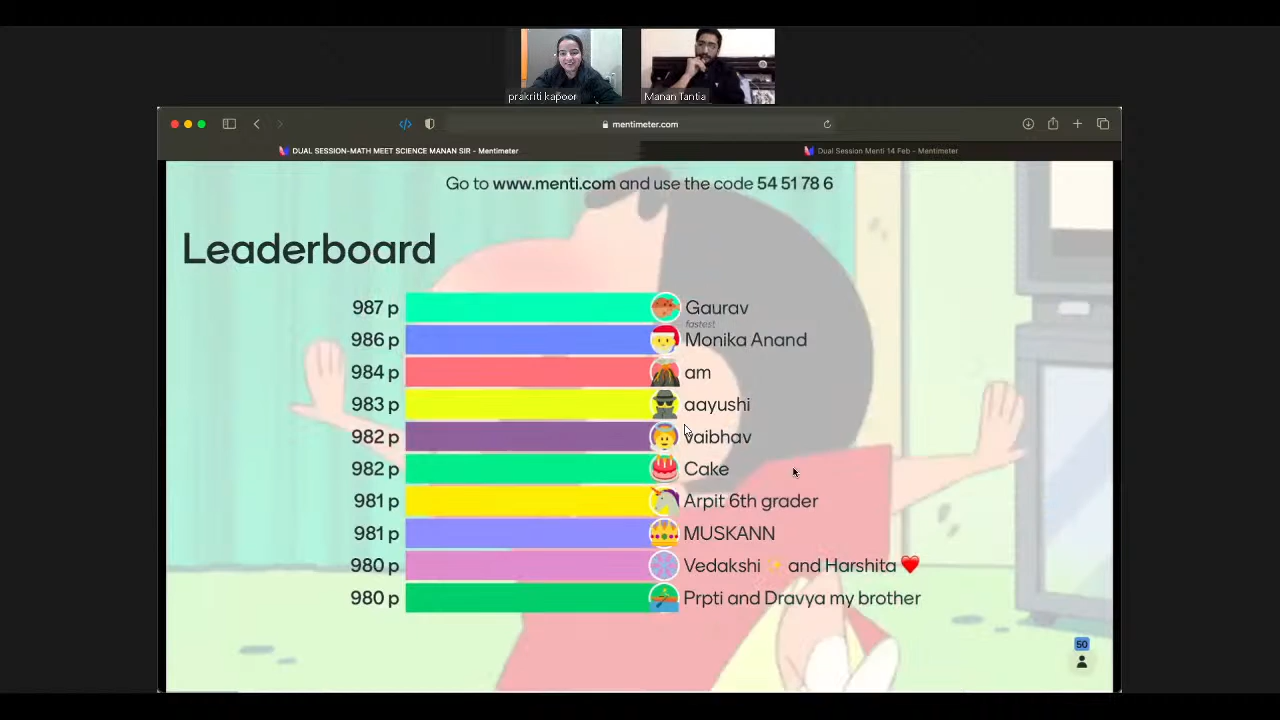 prakriti kapoor
Manan Tantia
mentimeter.com
DUAL SESSION-MATH MEET SCIENCE MANAN SIR - Mentimeter
Dual Session Menti 14 Feb - Mentimeter
Go to www.menti.com and use the code 54 51 78 6
Leaderboard
987 p Gaurav
fastest
986 p Monika Anand
984 p am
983 p aayushi
982 p vaibhav
982 p Cake
981 p Arpit 6th grader
981 p MUSKANN
980 p Vedakshi ✨ and Harshita ❤️
980 p Prpti and Dravya my brother
50